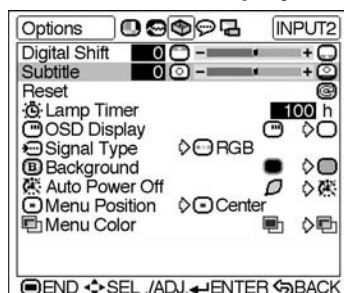 Options INPUT2
Digital Shift 0 - +
Subtitle 0 - +
Reset
Lamp Timer 100 h
OSD Display
Signal Type RGB
B Background
Auto Power Off
Menu Position Center
Menu Color
END SEL./ADJ. ENTER BACK